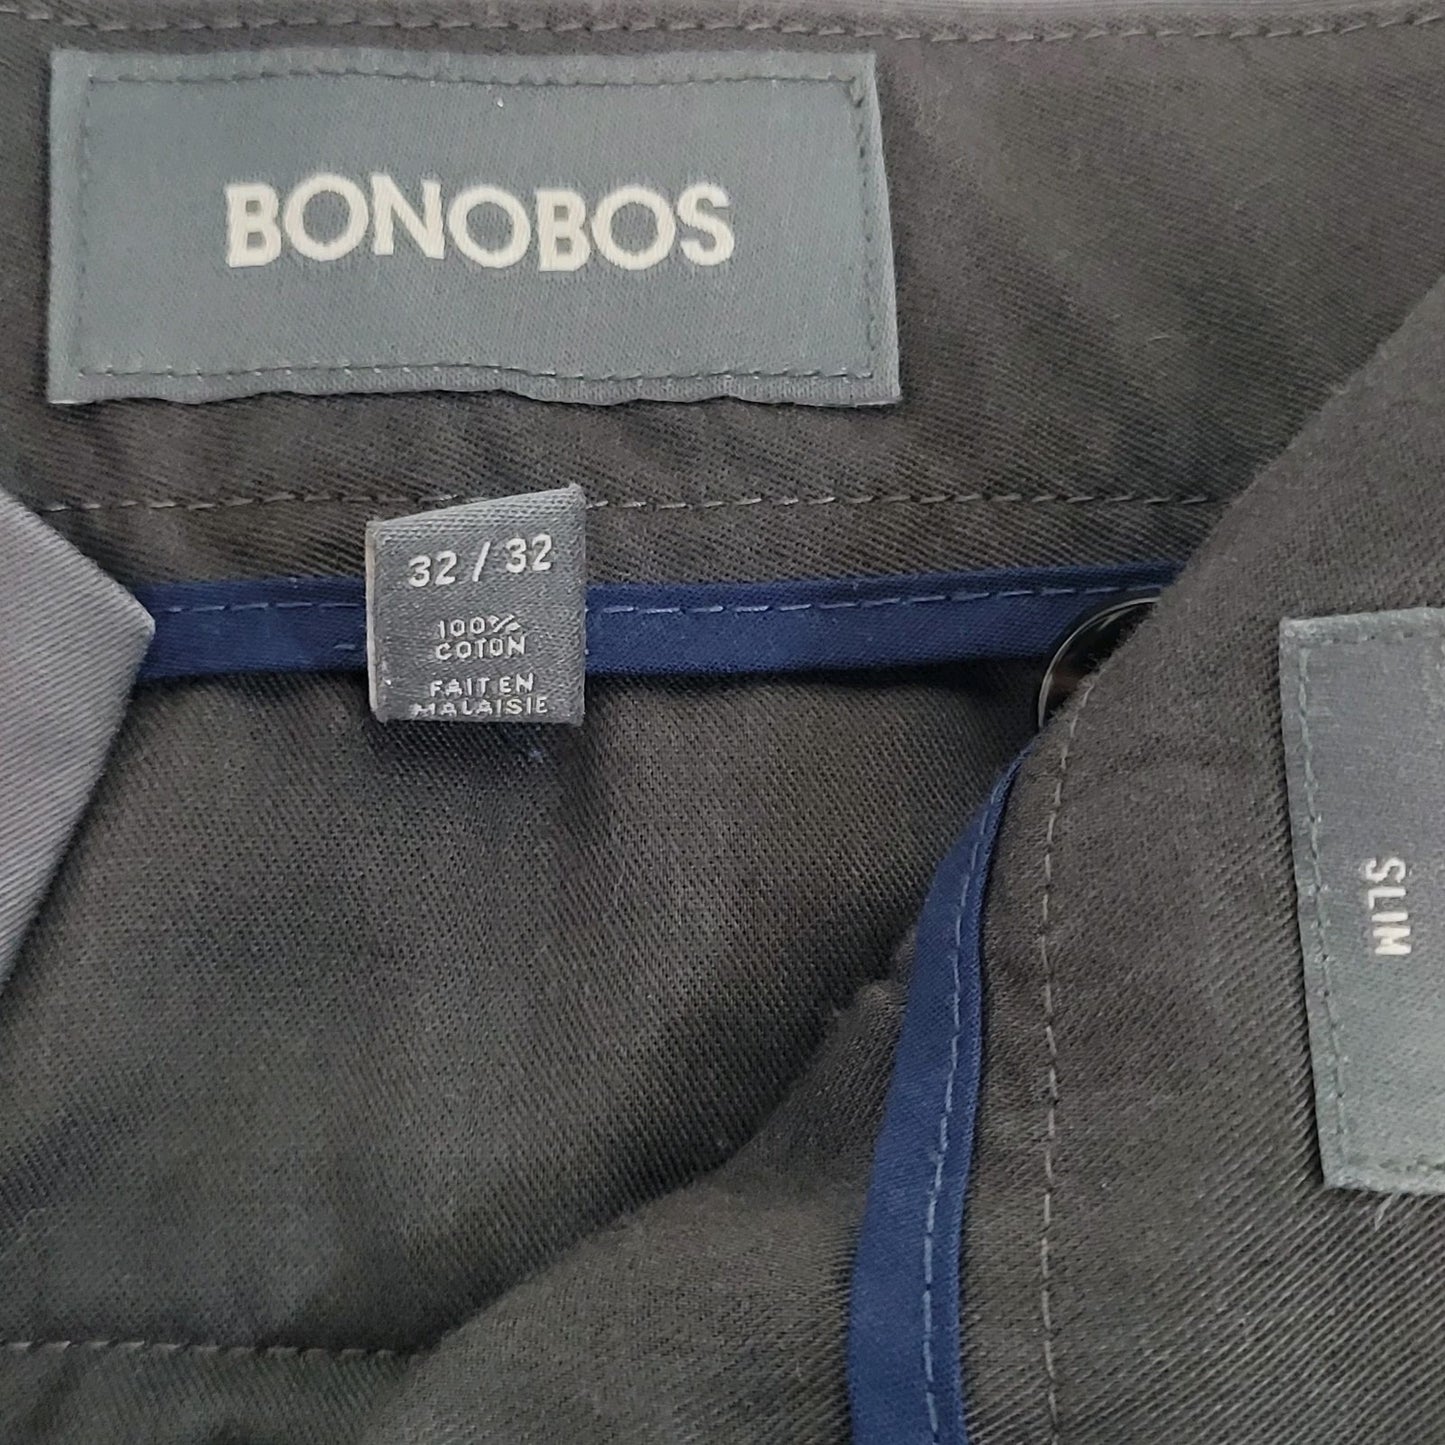 BONOBOS
32 / 32
100%
COTON
FAIT EN
MALAISIE
SLIM